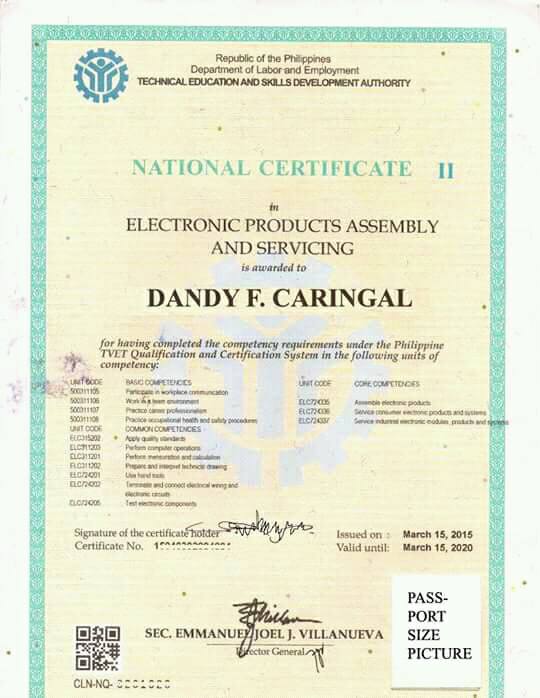 Republic of the Philippines
Department of Labor and Employment
TECHNICAL EDUCATION AND SKILLS DEVELOPMENT AUTHORITY
NATIONAL CERTIFICATE II
in
ELECTRONIC PRODUCTS ASSEMBLY
AND SERVICING
is awarded to
DANDY F. CARINGAL
for having completed the competency requirements under the Philippine
TVET Qualification and Certification System in the following units of
competency:
UNIT CODE BASIC COMPETENCIES
500311105 Participate in workplace communication
500311106 Work in a team environment
500311107 Practice career professionalism
500311108 Practice occupational health and safety procedures
UNIT CODE COMMON COMPETENCIES
ELC315202 Apply quality standards
ELC311203 Perform computer operations
ELC311201 Perform mensuration and calculation
ELC311202 Prepare and interpret technical drawing
ELC724201 Use hand tools
ELC724202 Terminate and connect electrical wiring and
electronic circuits
ELC724205 Test electronic components
UNIT CODE CORE COMPETENCIES
ELC724335 Assemble electronic products
ELC724336 Service consumer electronic products and systems
ELC724337 Service industrial electronic modules, products and systems
Signature of the certificate holder
Certificate No.
Issued on : March 15, 2015
Valid until: March 15, 2020
SEC. EMMANUEL JOEL J. VILLANUEVA
Director General
CLN-NQ-
PASS-
PORT
SIZE
PICTURE